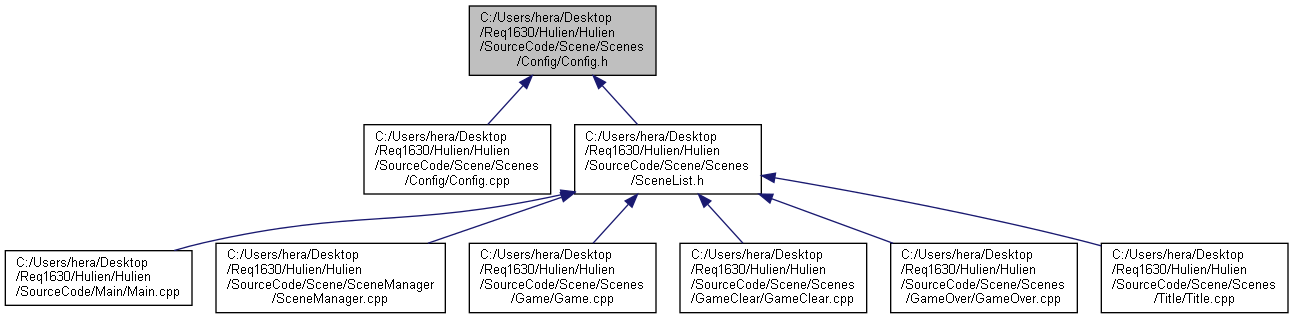 C:/Users/hera/Desktop
/Req1630/Hulien/Hulien
/SourceCode/Scene/Scenes
/Config/Config.h
C:/Users/hera/Desktop
/Req1630/Hulien/Hulien
/SourceCode/Scene/Scenes
/Config/Config.cpp
C:/Users/hera/Desktop
/Req1630/Hulien/Hulien
/SourceCode/Scene/Scenes
/SceneList.h
C:/Users/hera/Desktop
/Req1630/Hulien/Hulien
/SourceCode/Main/Main.cpp
C:/Users/hera/Desktop
/Req1630/Hulien/Hulien
/SourceCode/Scene/SceneManager
/SceneManager.cpp
C:/Users/hera/Desktop
/Req1630/Hulien/Hulien
/SourceCode/Scene/Scenes
/Game/Game.cpp
C:/Users/hera/Desktop
/Req1630/Hulien/Hulien
/SourceCode/Scene/Scenes
/GameClear/GameClear.cpp
C:/Users/hera/Desktop
/Req1630/Hulien/Hulien
/SourceCode/Scene/Scenes
/GameOver/GameOver.cpp
C:/Users/hera/Desktop
/Req1630/Hulien/Hulien
/SourceCode/Scene/Scenes
/Title/Title.cpp